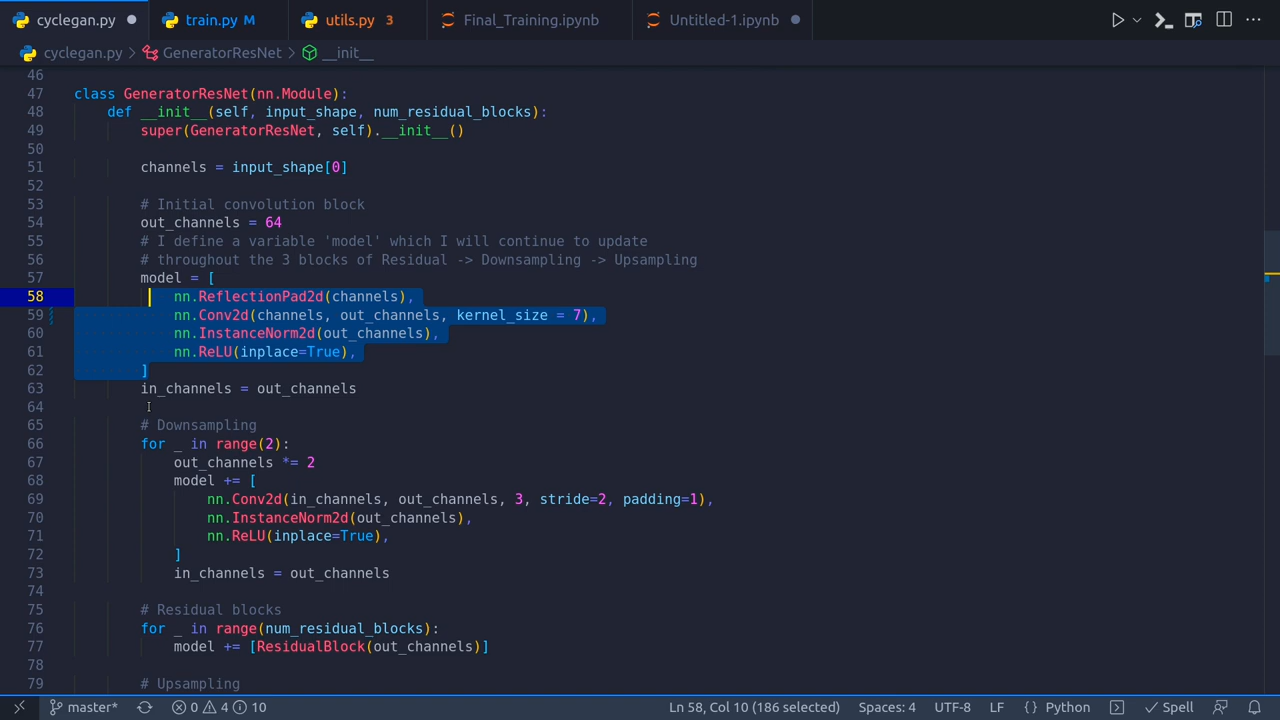 cyclegan.py train.py M utils.py 3 Final_Training.ipynb Untitled-1.ipynb
cyclegan.py > GeneratorResNet > __init__
46
47 class GeneratorResNet(nn.Module):
48 def __init__(self, input_shape, num_residual_blocks):
49 super(GeneratorResNet, self).__init__()
50
51 channels = input_shape[0]
52
53 # Initial convolution block
54 out_channels = 64
55 # I define a variable 'model' which I will continue to update
56 # throughout the 3 blocks of Residual -> Downsampling -> Upsampling
57 model = [
58 nn.ReflectionPad2d(channels),
59 nn.Conv2d(channels, out_channels, kernel_size = 7),
60 nn.InstanceNorm2d(out_channels),
61 nn.ReLU(inplace=True),
62 ]
63 in_channels = out_channels
64
65 # Downsampling
66 for _ in range(2):
67 out_channels *= 2
68 model += [
69 nn.Conv2d(in_channels, out_channels, 3, stride=2, padding=1),
70 nn.InstanceNorm2d(out_channels),
71 nn.ReLU(inplace=True),
72 ]
73 in_channels = out_channels
74
75 # Residual blocks
76 for _ in range(num_residual_blocks):
77 model += [ResidualBlock(out_channels)]
78
79 # Upsampling
master* 0 4 10 Ln 58, Col 10 (186 selected) Spaces: 4 UTF-8 LF {} Python Spell